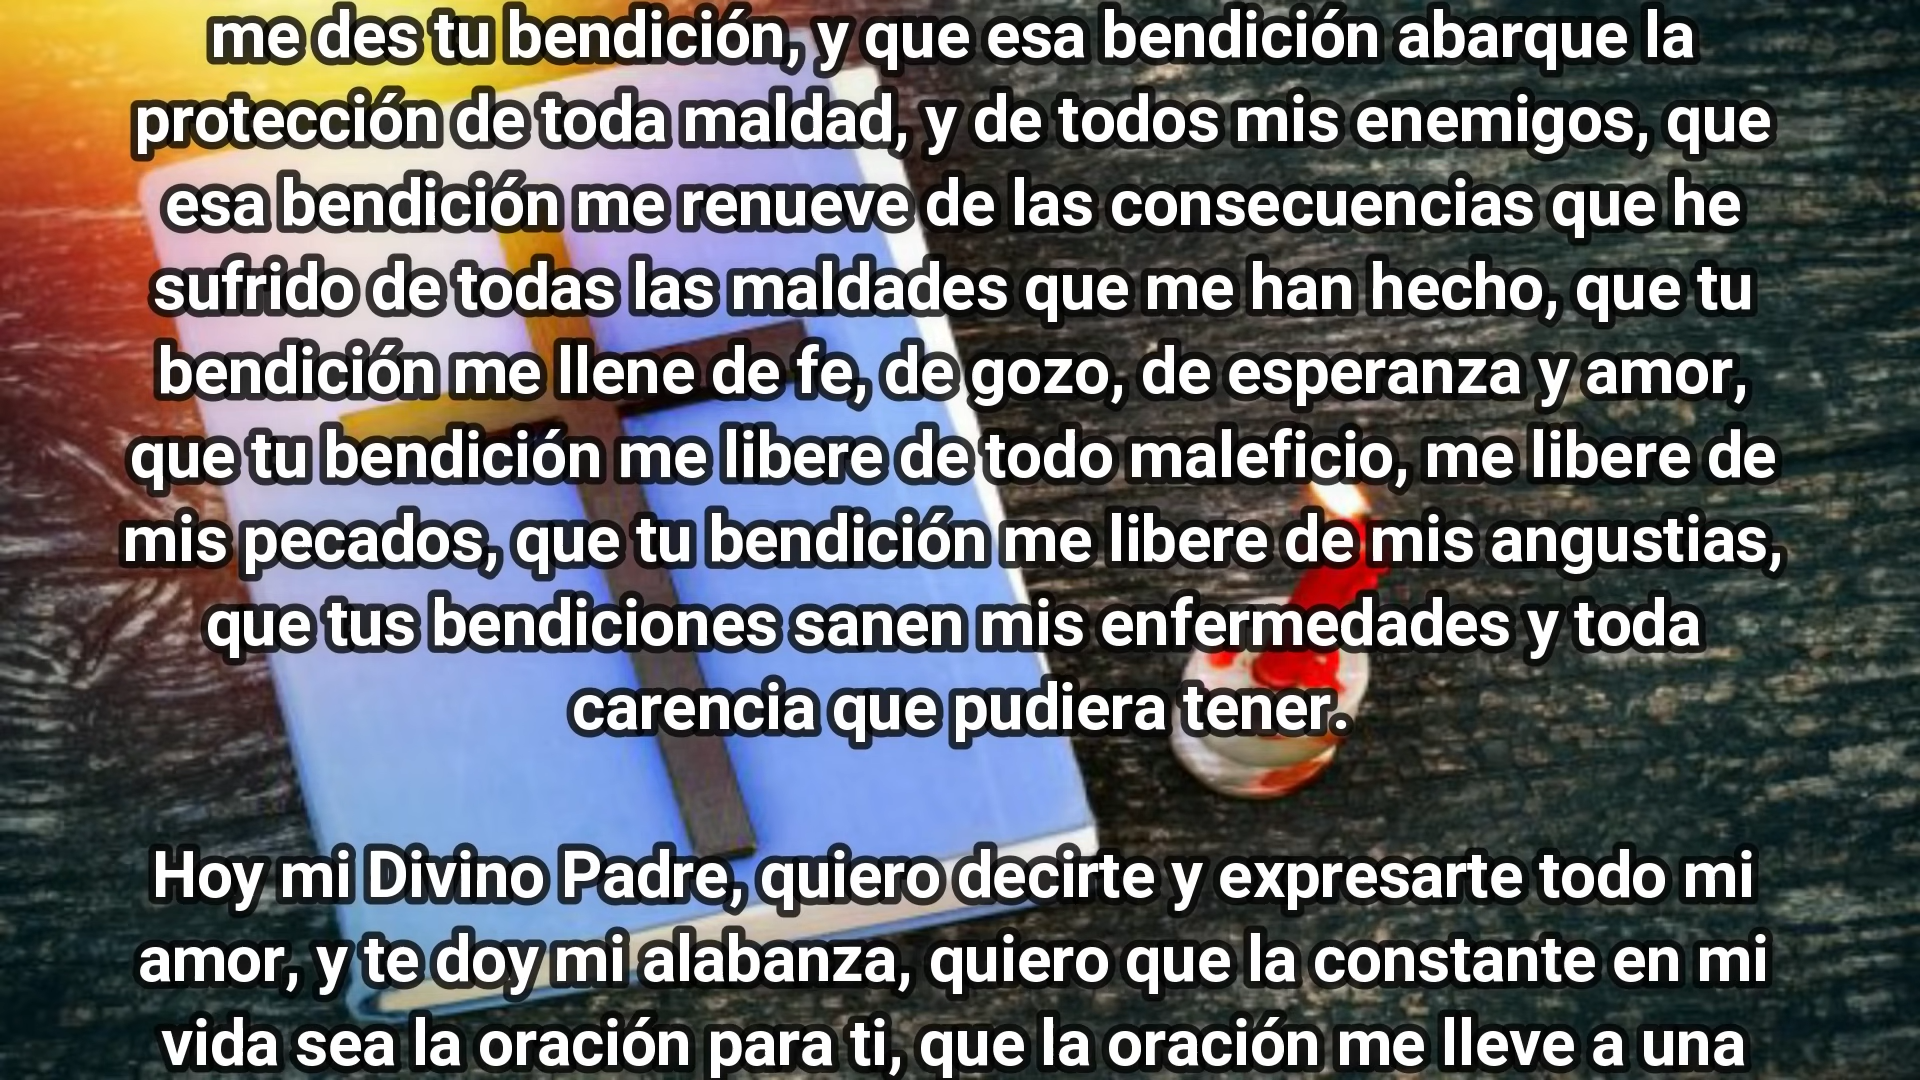 me des tu bendición, y que esa bendición abarque la
protección de toda maldad, y de todos mis enemigos, que
esa bendición me renueve de las consecuencias que he
sufrido de todas las maldades que me han hecho, que tu
bendición me llene de fe, de gozo, de esperanza y amor,
que tu bendición me libere de todo maleficio, me libere de
mis pecados, que tu bendición me libere de mis angustias,
que tus bendiciones sanen mis enfermedades y toda
carencia que pudiera tener.
Hoy mi Divino Padre, quiero decirte y expresarte todo mi
amor, y te doy mi alabanza, quiero que la constante en mi
vida sea la oración para ti, que la oración me lleve a una